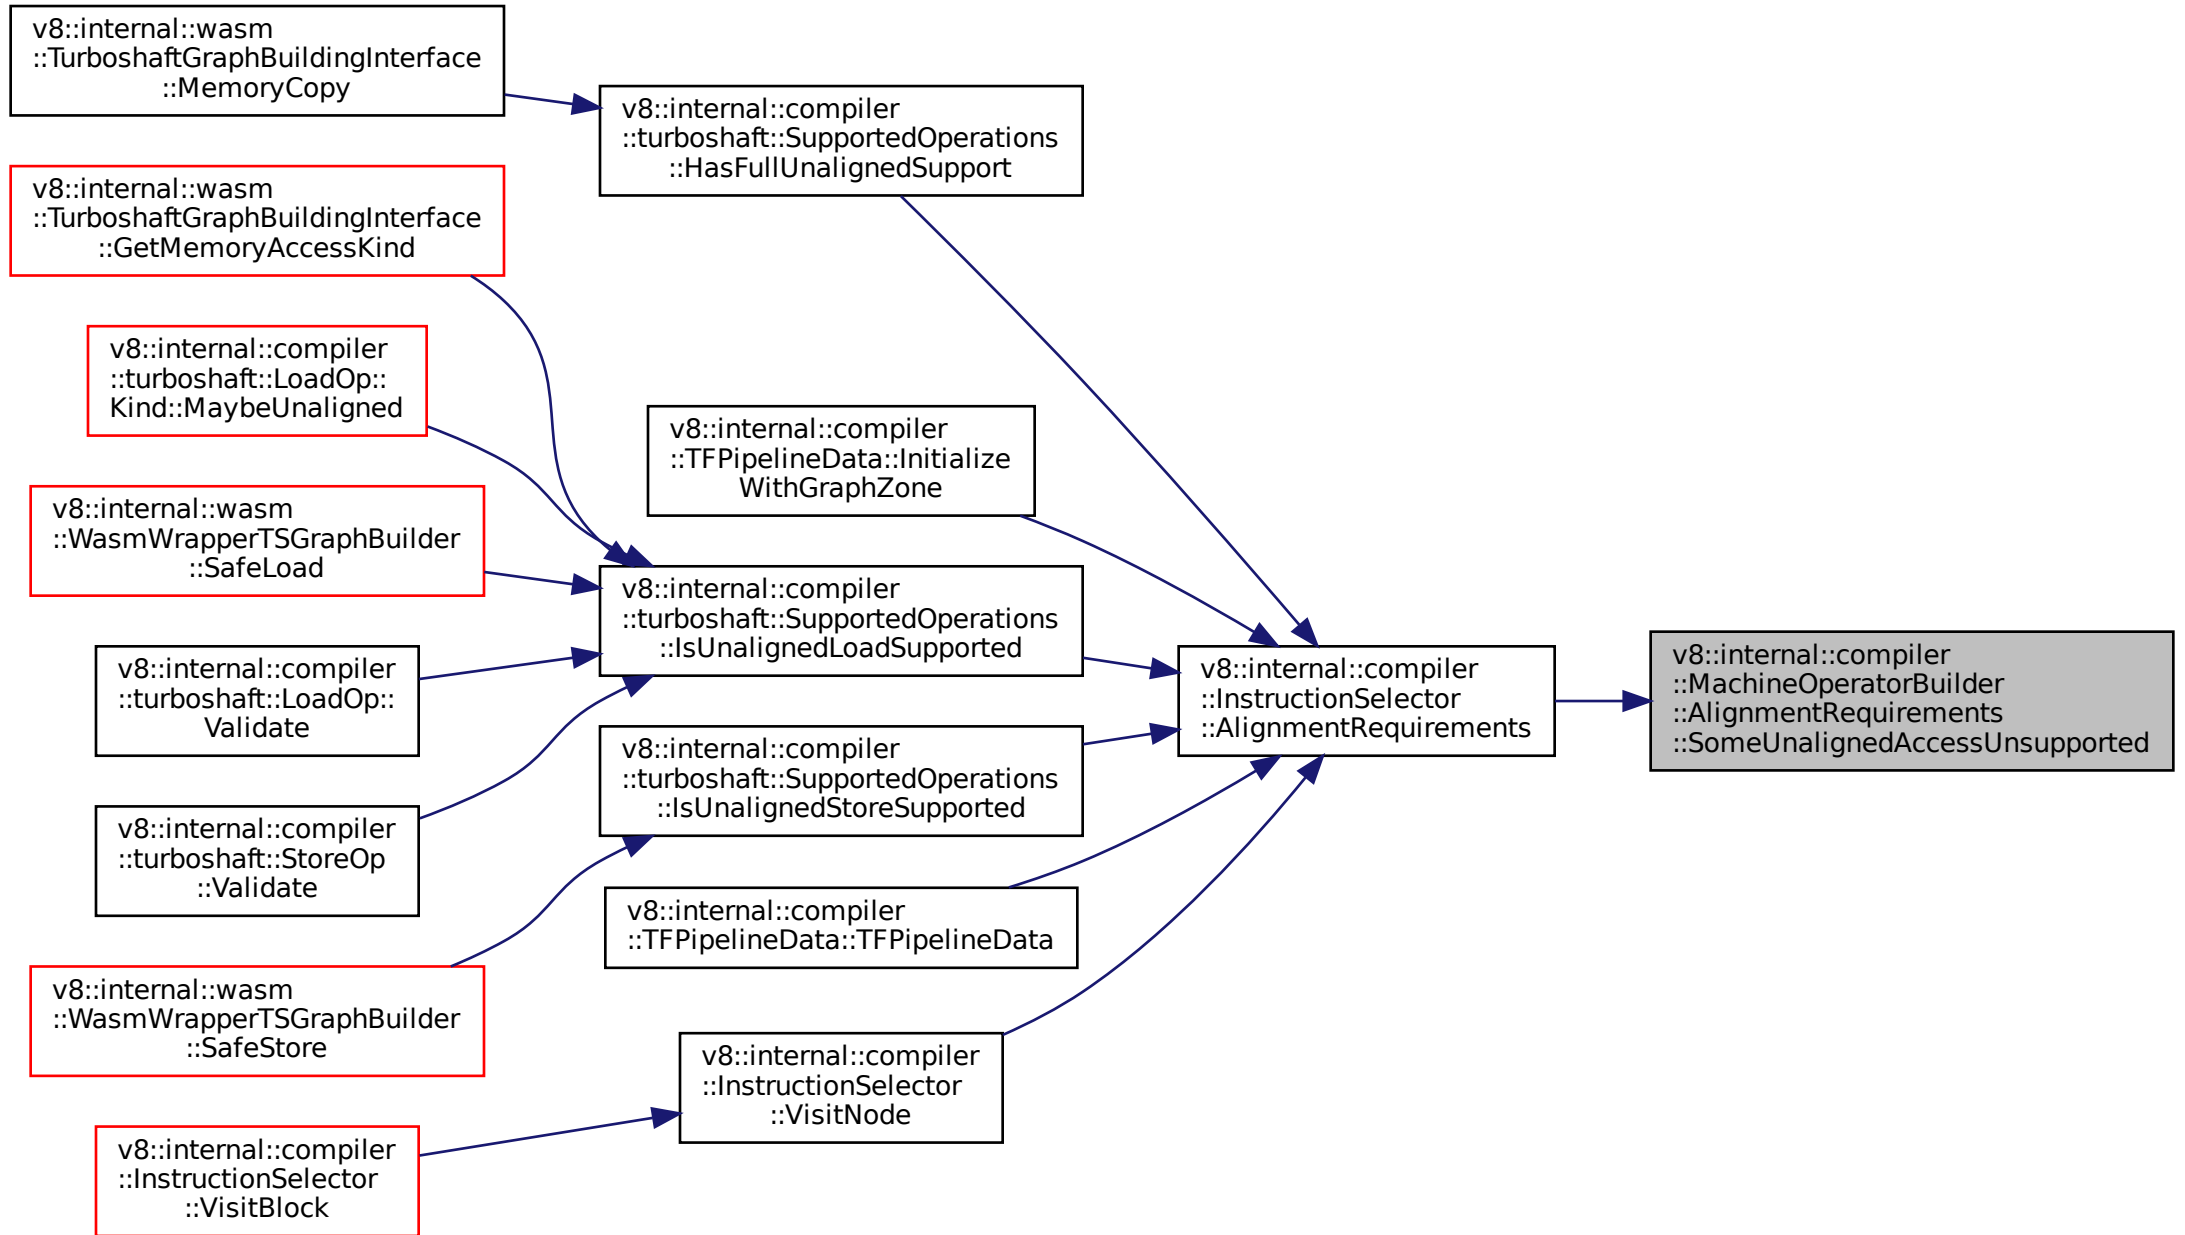 v8::internal::wasm
::TurboshaftGraphBuildingInterface
::MemoryCopy
v8::internal::wasm
::TurboshaftGraphBuildingInterface
::GetMemoryAccessKind
v8::internal::compiler
::turboshaft::LoadOp::
Kind::MaybeUnaligned
v8::internal::wasm
::WasmWrapperTSGraphBuilder
::SafeLoad
v8::internal::compiler
::turboshaft::LoadOp::
Validate
v8::internal::compiler
::turboshaft::StoreOp
::Validate
v8::internal::wasm
::WasmWrapperTSGraphBuilder
::SafeStore
v8::internal::compiler
::InstructionSelector
::VisitBlock
v8::internal::compiler
::turboshaft::SupportedOperations
::HasFullUnalignedSupport
v8::internal::compiler
::TFPipelineData::Initialize
WithGraphZone
v8::internal::compiler
::turboshaft::SupportedOperations
::IsUnalignedLoadSupported
v8::internal::compiler
::turboshaft::SupportedOperations
::IsUnalignedStoreSupported
v8::internal::compiler
::TFPipelineData::TFPipelineData
v8::internal::compiler
::InstructionSelector
::VisitNode
v8::internal::compiler
::InstructionSelector
::AlignmentRequirements
v8::internal::compiler
::MachineOperatorBuilder
::AlignmentRequirements
::SomeUnalignedAccessUnsupported